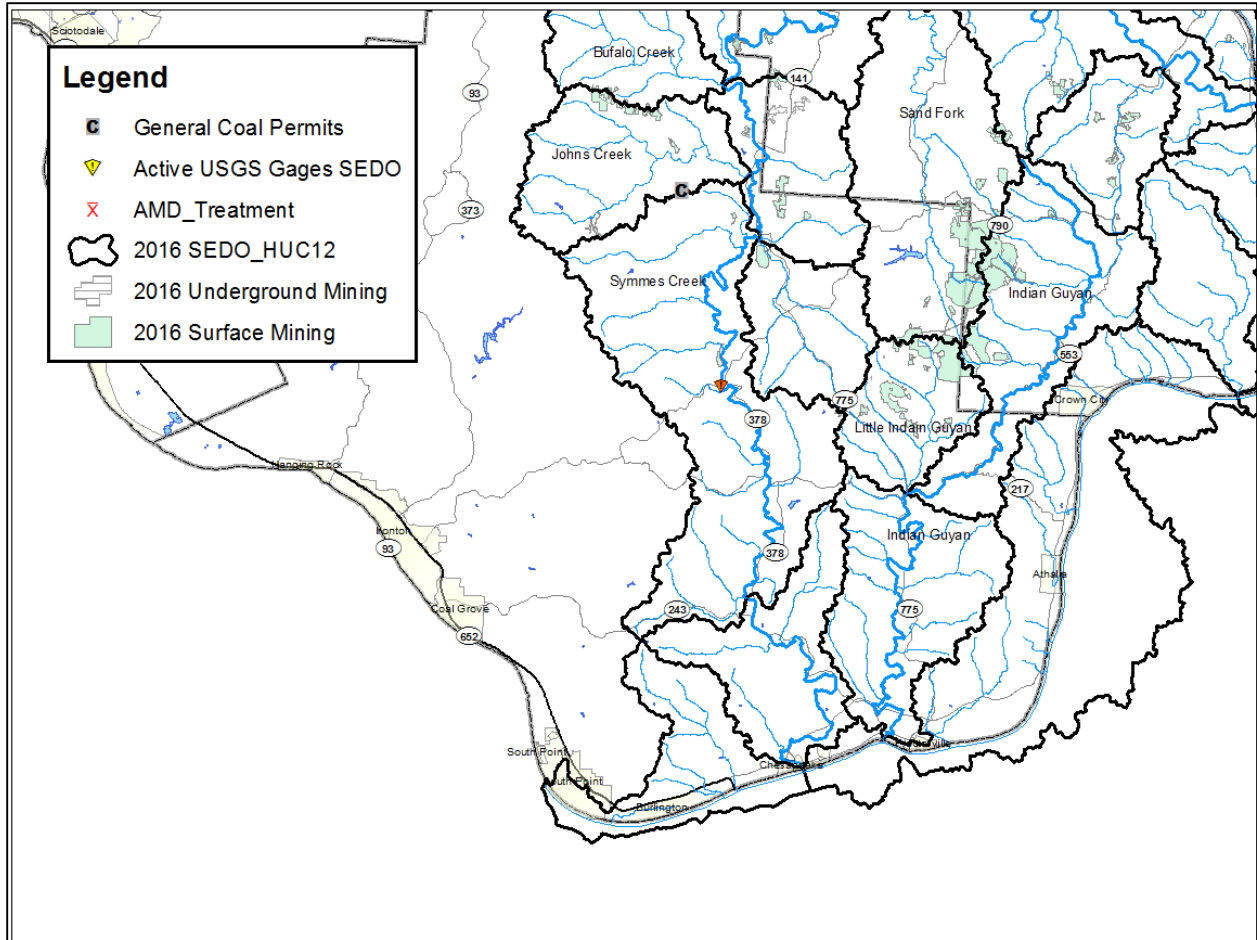 Sciotodale
Legend
C General Coal Permits
Active USGS Gages SEDO
AMD_Treatment
2016 SEDO_HUC12
2016 Underground Mining
2016 Surface Mining
Bufalo Creek
93
141
Sand Fork
Johns Creek
C
373
790
Symmes Creek
Indian Guyan
553
775
Crown City
378
Little Indain Guyan
Hanging Rock
217
Ironton
Indian Guyan
93
378
Athalia
Coal Grove
243
775
652
South Point
Chesapeake
South Point
Burlington